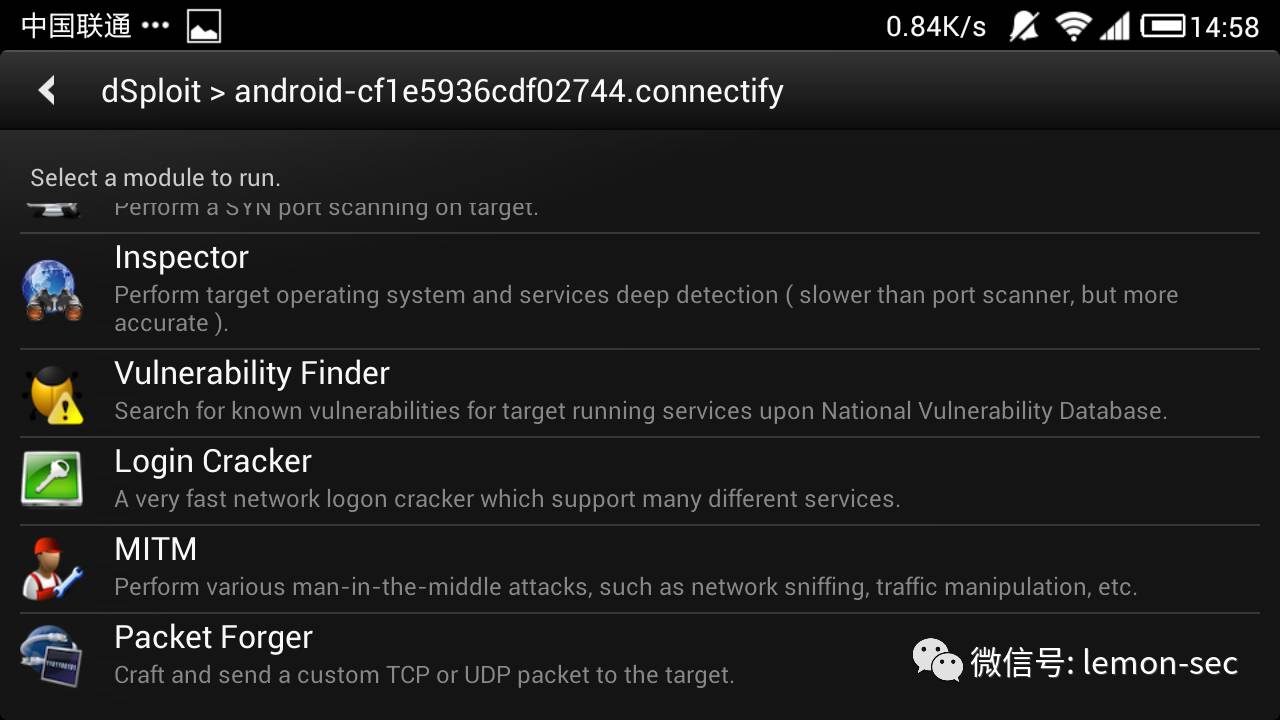 中国联通 ••• 0.84K/s 14:58
dSploit > android-cf1e5936cdf02744.connectify
Select a module to run.
Perform a SYN port scanning on target.
Inspector
Perform target operating system and services deep detection ( slower than port scanner, but more
accurate ).
Vulnerability Finder
Search for known vulnerabilities for target running services upon National Vulnerability Database.
Login Cracker
A very fast network logon cracker which support many different services.
MITM
Perform various man-in-the-middle attacks, such as network sniffing, traffic manipulation, etc.
Packet Forger
Craft and send a custom TCP or UDP packet to the target.
微信号: lemon-sec